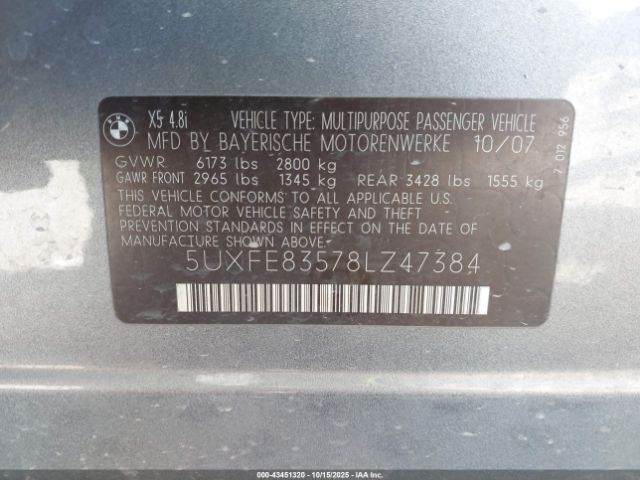 BMW
X5 4.8i VEHICLE TYPE: MULTIPURPOSE PASSENGER VEHICLE
MFD BY BAYERISCHE MOTORENWERKE 10/07
GVWR. 6173 lbs 2800 kg
GAWR FRONT 2965 lbs 1345 kg REAR 3428 lbs 1555 kg
THIS VEHICLE CONFORMS TO ALL APPLICABLE U.S.
FEDERAL MOTOR VEHICLE SAFETY AND THEFT
PREVENTION STANDARDS IN EFFECT ON THE DATE OF
MANUFACTURE SHOWN ABOVE.
5UXFE83578LZ47384
7 012 956
000-43451320 - 10/15/2025 - IAAI.COM